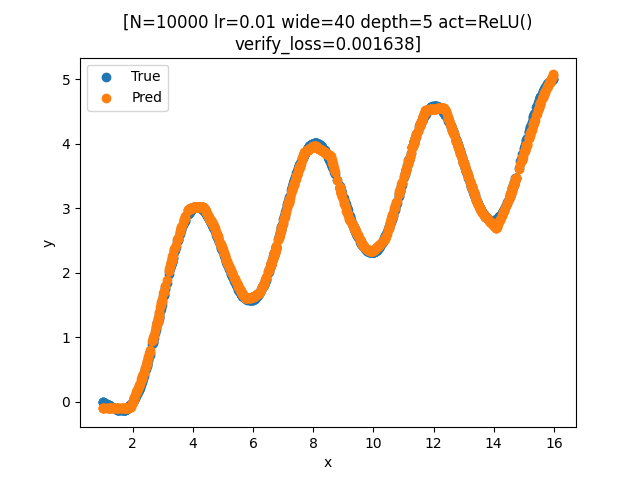 [N=10000 lr=0.01 wide=40 depth=5 act=ReLU()
verify_loss=0.001638]
True
Pred
y
5
4
3
2
1
0
2
4
6
8
10
12
14
16
x